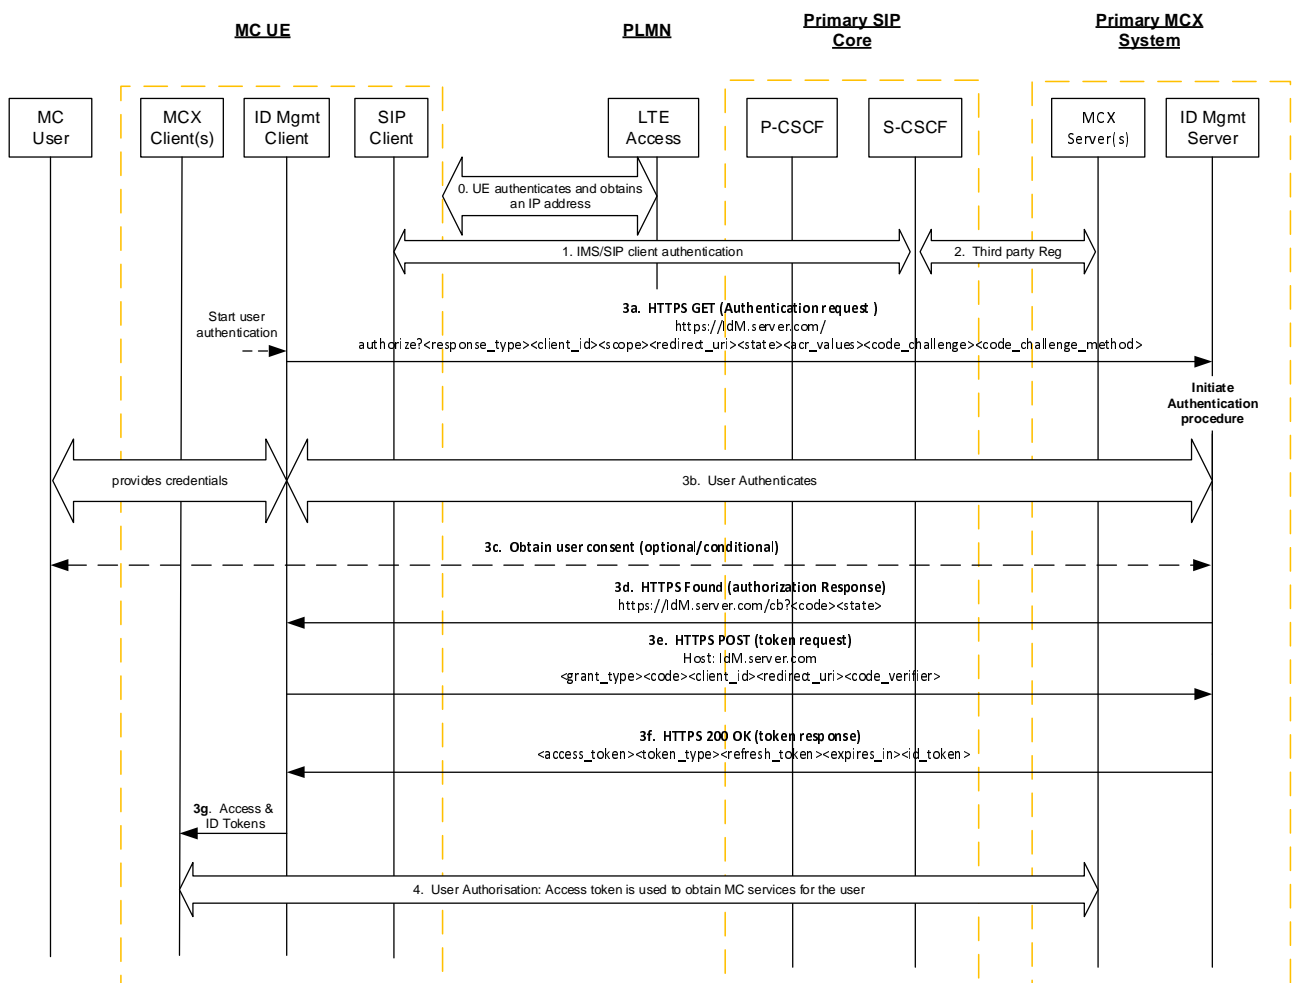 MC UE
PLMN
Primary SIP
Core
Primary MCX
System
MC
User
MCX
Client(s)
ID Mgmt
Client
SIP
Client
LTE
Access
P-CSCF
S-CSCF
MCX
Server(s)
ID Mgmt
Server
0. UE authenticates and obtains
an IP address
1. IMS/SIP client authentication
2. Third party Reg
Start user
authentication
3a. HTTPS GET (Authentication request )
https://IdM.server.com/
authorize?<response_type><client_id><scope><redirect_uri><state><acr_values><code_challenge><code_challenge_method>
Initiate
Authentication
procedure
provides credentials
3b. User Authenticates
3c. Obtain user consent (optional/conditional)
3d. HTTPS Found (authorization Response)
https://IdM.server.com/cb?<code><state>
3e. HTTPS POST (token request)
Host: IdM.server.com
<grant_type><code><client_id><redirect_uri><code_verifier>
3f. HTTPS 200 OK (token response)
<access_token><token_type><refresh_token><expires_in><id_token>
3g. Access &
ID Tokens
4. User Authorisation: Access token is used to obtain MC services for the user